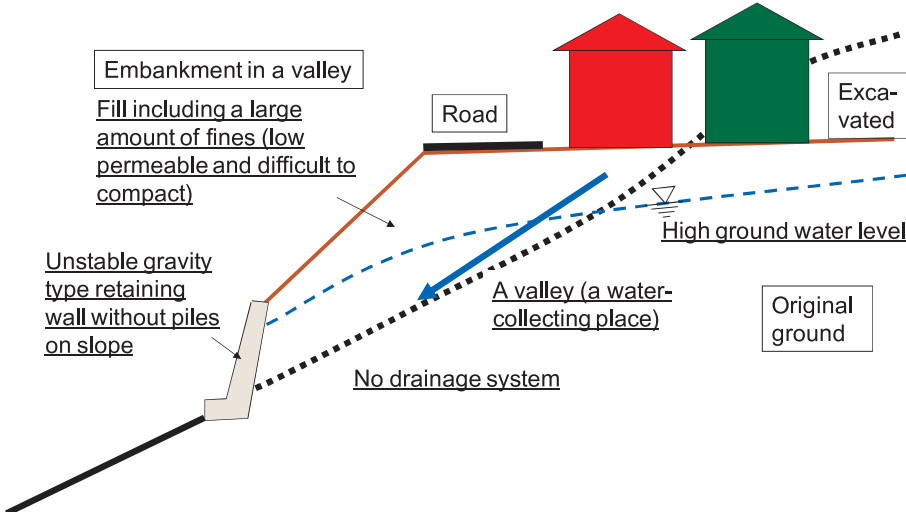 Embankment in a valley
Fill including a large
amount of fines (low
permeable and difficult to
compact)
Road
Exca-
vated
High ground water level
Unstable gravity
type retaining
wall without piles
on slope
A valley (a water-
collecting place)
Original
ground
No drainage system